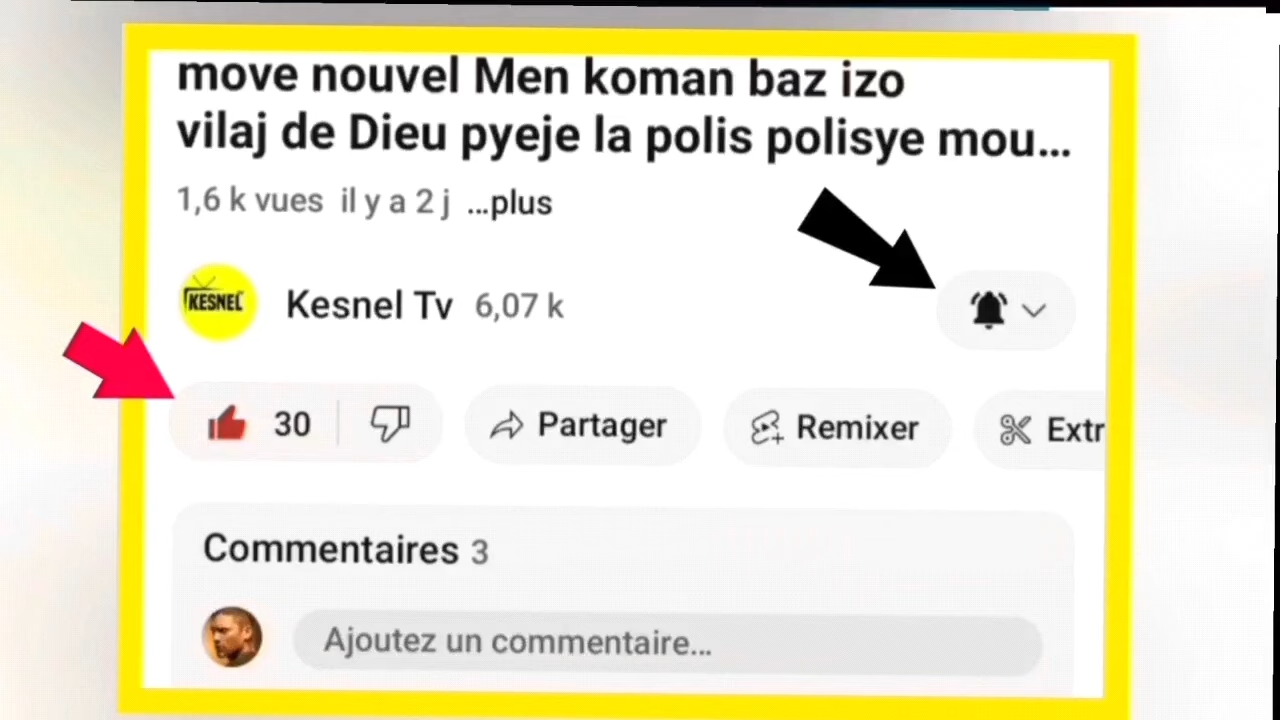 move nouvel Men koman baz izo
vilaj de Dieu pyeje la polis polisye mou...
1,6 k vues il y a 2 j ...plus
KESNEL
Kesnel Tv 6,07 k
30 Partager Remixer Extr
Commentaires 3
Ajoutez un commentaire...